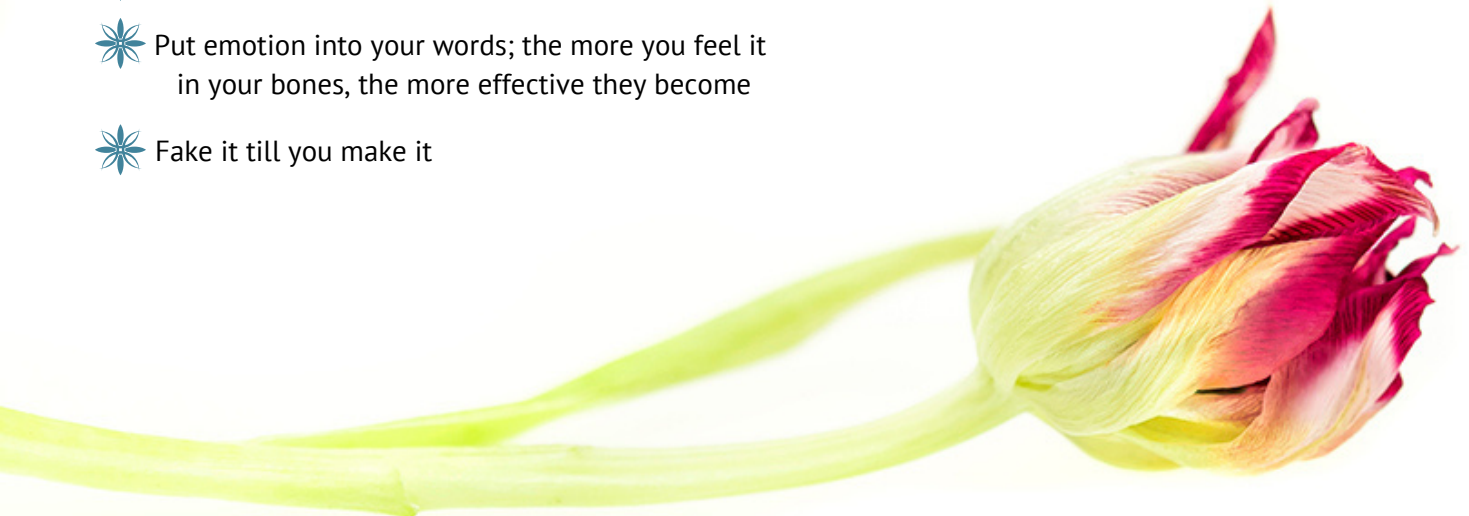 Put emotion into your words; the more you feel it
in your bones, the more effective they become
Fake it till you make it